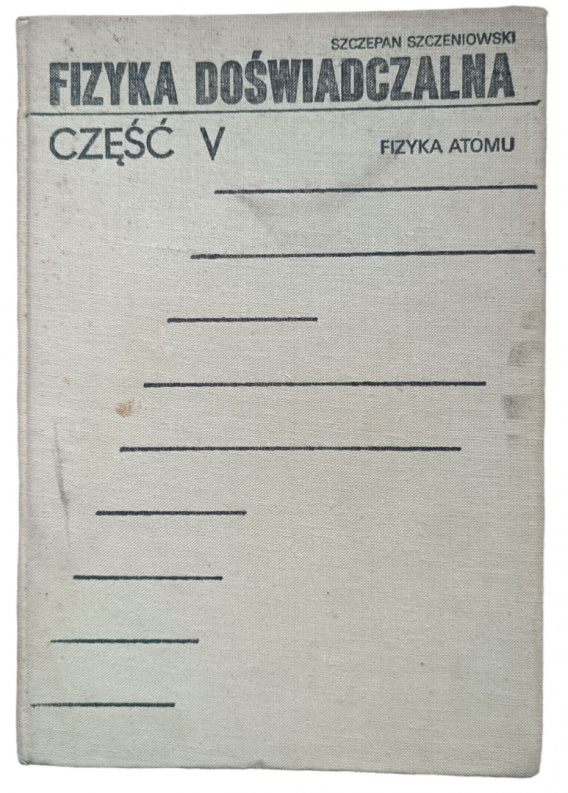 SZCZEPAN SZCZENIOWSKI
FIZYKA DOŚWIADCZALNA
CZĘŚĆ V
FIZYKA ATOMU